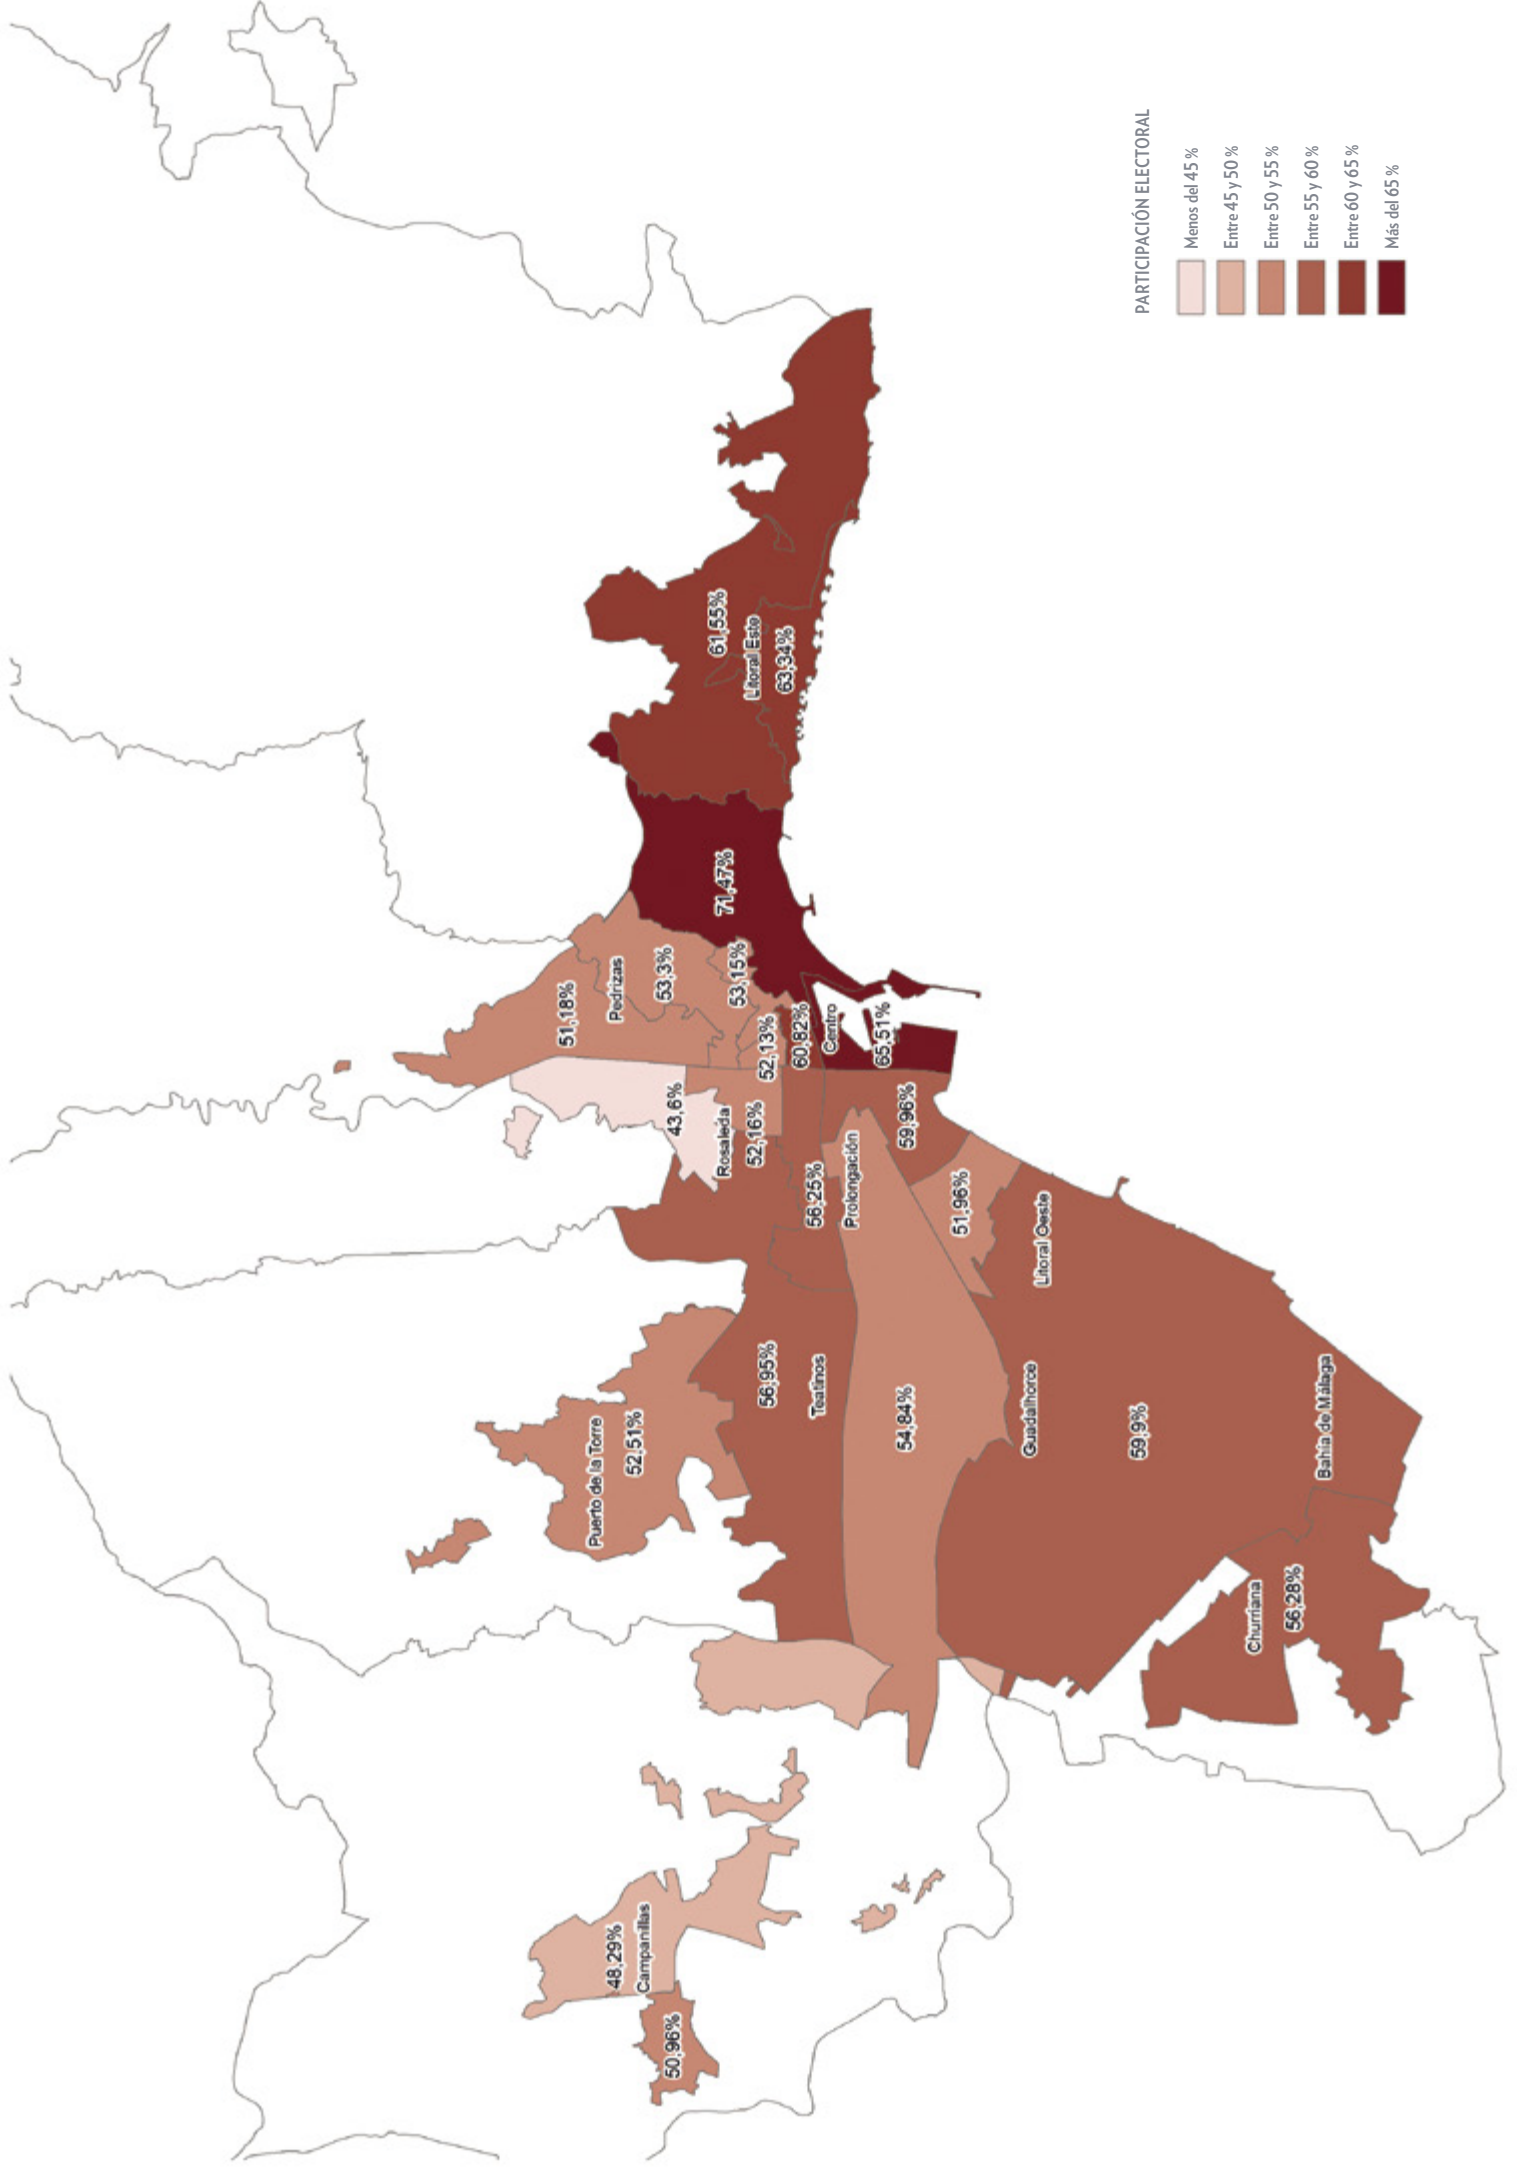 51,18%
Puerto de la Torre
48,29%
Pedrizas
52,51%
Campanillas
53,3%
50,96%
43,6%
61,55%
Rosaleda
71,47%
53,15%
Litoral Este
52,16%
56,95%
52,13%
63,34%
60,82%
56,25%
Teatinos
Centro
Prolongación
65,51%
54,84%
59,96%
51,96%
Guadalhorce
Litoral Oeste
59,9%
Churriana
56,28%
Bahía de Málaga
PARTICIPACIÓN ELECTORAL
Menos del 45 %
Entre 45 y 50 %
Entre 50 y 55 %
Entre 55 y 60 %
Entre 60 y 65 %
Más del 65 %